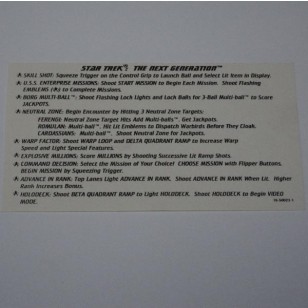 STAR TREK®: THE NEXT GENERATION™
SKILL SHOT: Squeeze Trigger on the Control Grip to Launch Ball and Select Lit Item in Display.
U.S.S. ENTERPRISE MISSIONS: Shoot START MISSION to Begin Each Mission. Shoot Flashing
EMBLEMS to Complete Missions.
BORG MULTI-BALL™: Shoot Flashing Lock Lights and Lock Balls for 3-Ball Multi-ball™ to Score
JACKPOTS.
NEUTRAL ZONE: Begin Encounter by Hitting 3 Neutral Zone Targets:
FERENGI: Neutral Zone Target Hits Add Multi-balls™. Get Jackpots.
ROMULAN: Multi-ball™. Hit Lit Emblems to Dispatch Warbirds Before They Cloak.
CARDASSIANS: Multi-ball™. Shoot Neutral Zone for Jackpots.
WARP FACTOR: Shoot WARP LOOP and DELTA QUADRANT RAMP to Increase Warp
Speed and Light Special Features.
EXPLOSIVE MILLIONS: Score MILLIONS by Shooting Successive Lit Ramp Shots.
COMMAND DECISION: Select the Mission of Your Choice! CHOOSE MISSION with Flipper Buttons,
BEGIN MISSION by Squeezing Trigger.
ADVANCE IN RANK: Top Lanes Light ADVANCE IN RANK. Shoot ADVANCE IN RANK When Lit. Higher
Rank Increases Bonus.
HOLODECK: Shoot BETA QUADRANT RAMP to Light HOLODECK. Shoot HOLODECK to Begin VIDEO
MODE.